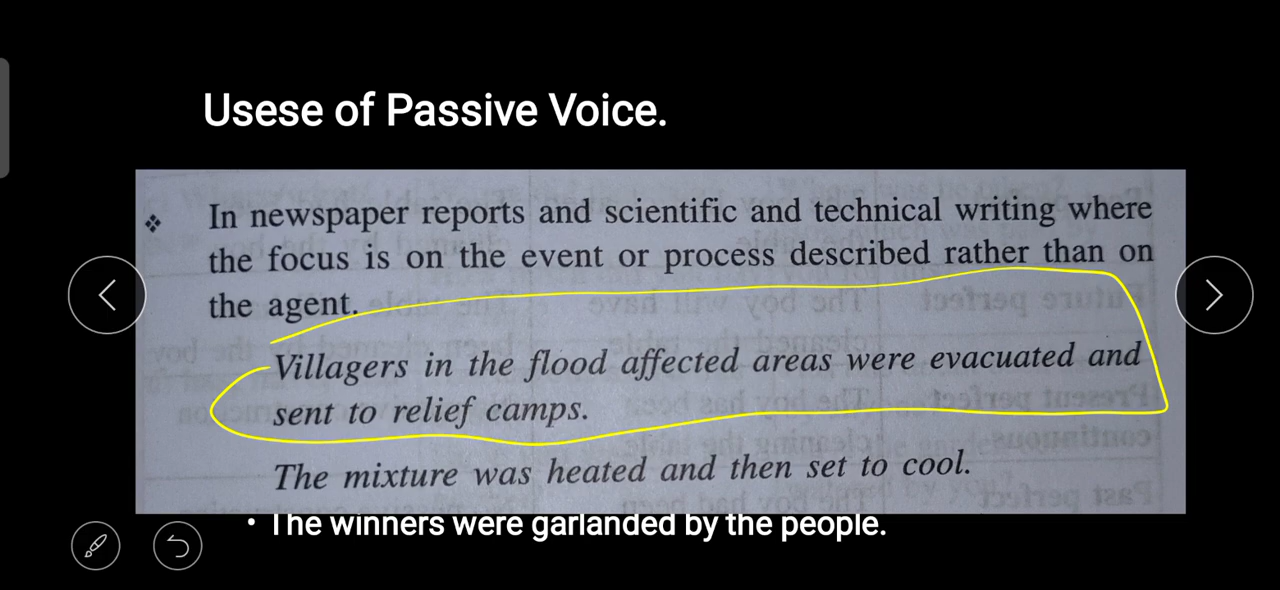 Usese of Passive Voice.
In newspaper reports and scientific and technical writing where
the focus is on the event or process described rather than on
the agent.
Villagers in the flood affected areas were evacuated and
sent to relief camps.
The mixture was heated and then set to cool.
• The winners were garlanded by the people.